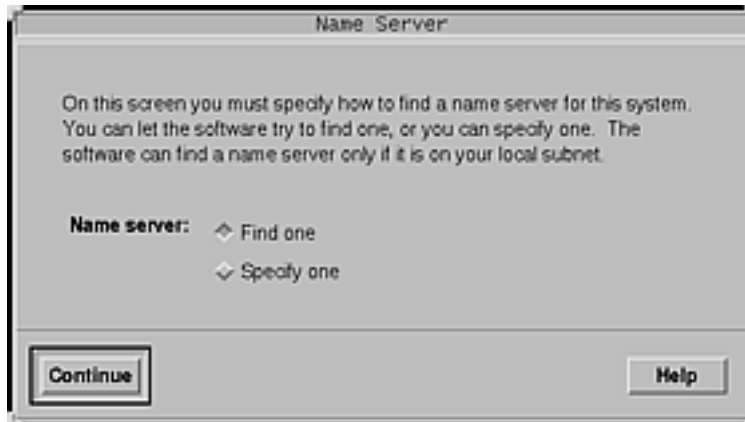 Name Server
On this screen you must specify how to find a name server for this system.
You can let the software try to find one, or you can specify one. The
software can find a name server only if it is on your local subnet.
Name server:
Find one
Specify one
Continue
Help